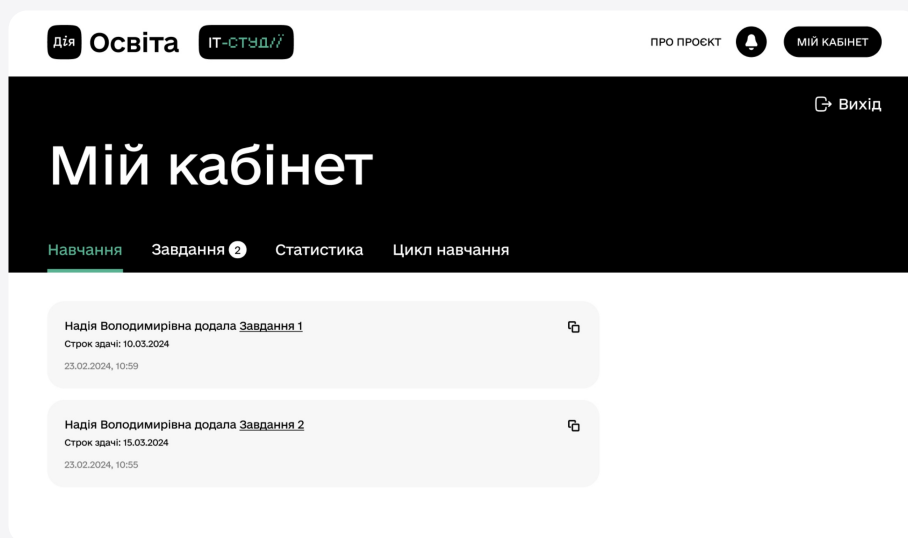 Дія Освіта ІТ-СТУДІЇ
ПРО ПРОЄКТ МІЙ КАБІНЕТ
Вихід
Мій кабінет
Навчання Завдання 2 Статистика Цикл навчання
Надія Володимирівна додала Завдання 1
Строк здачі: 10.03.2024
23.02.2024, 10:59
Надія Володимирівна додала Завдання 2
Строк здачі: 15.03.2024
23.02.2024, 10:55